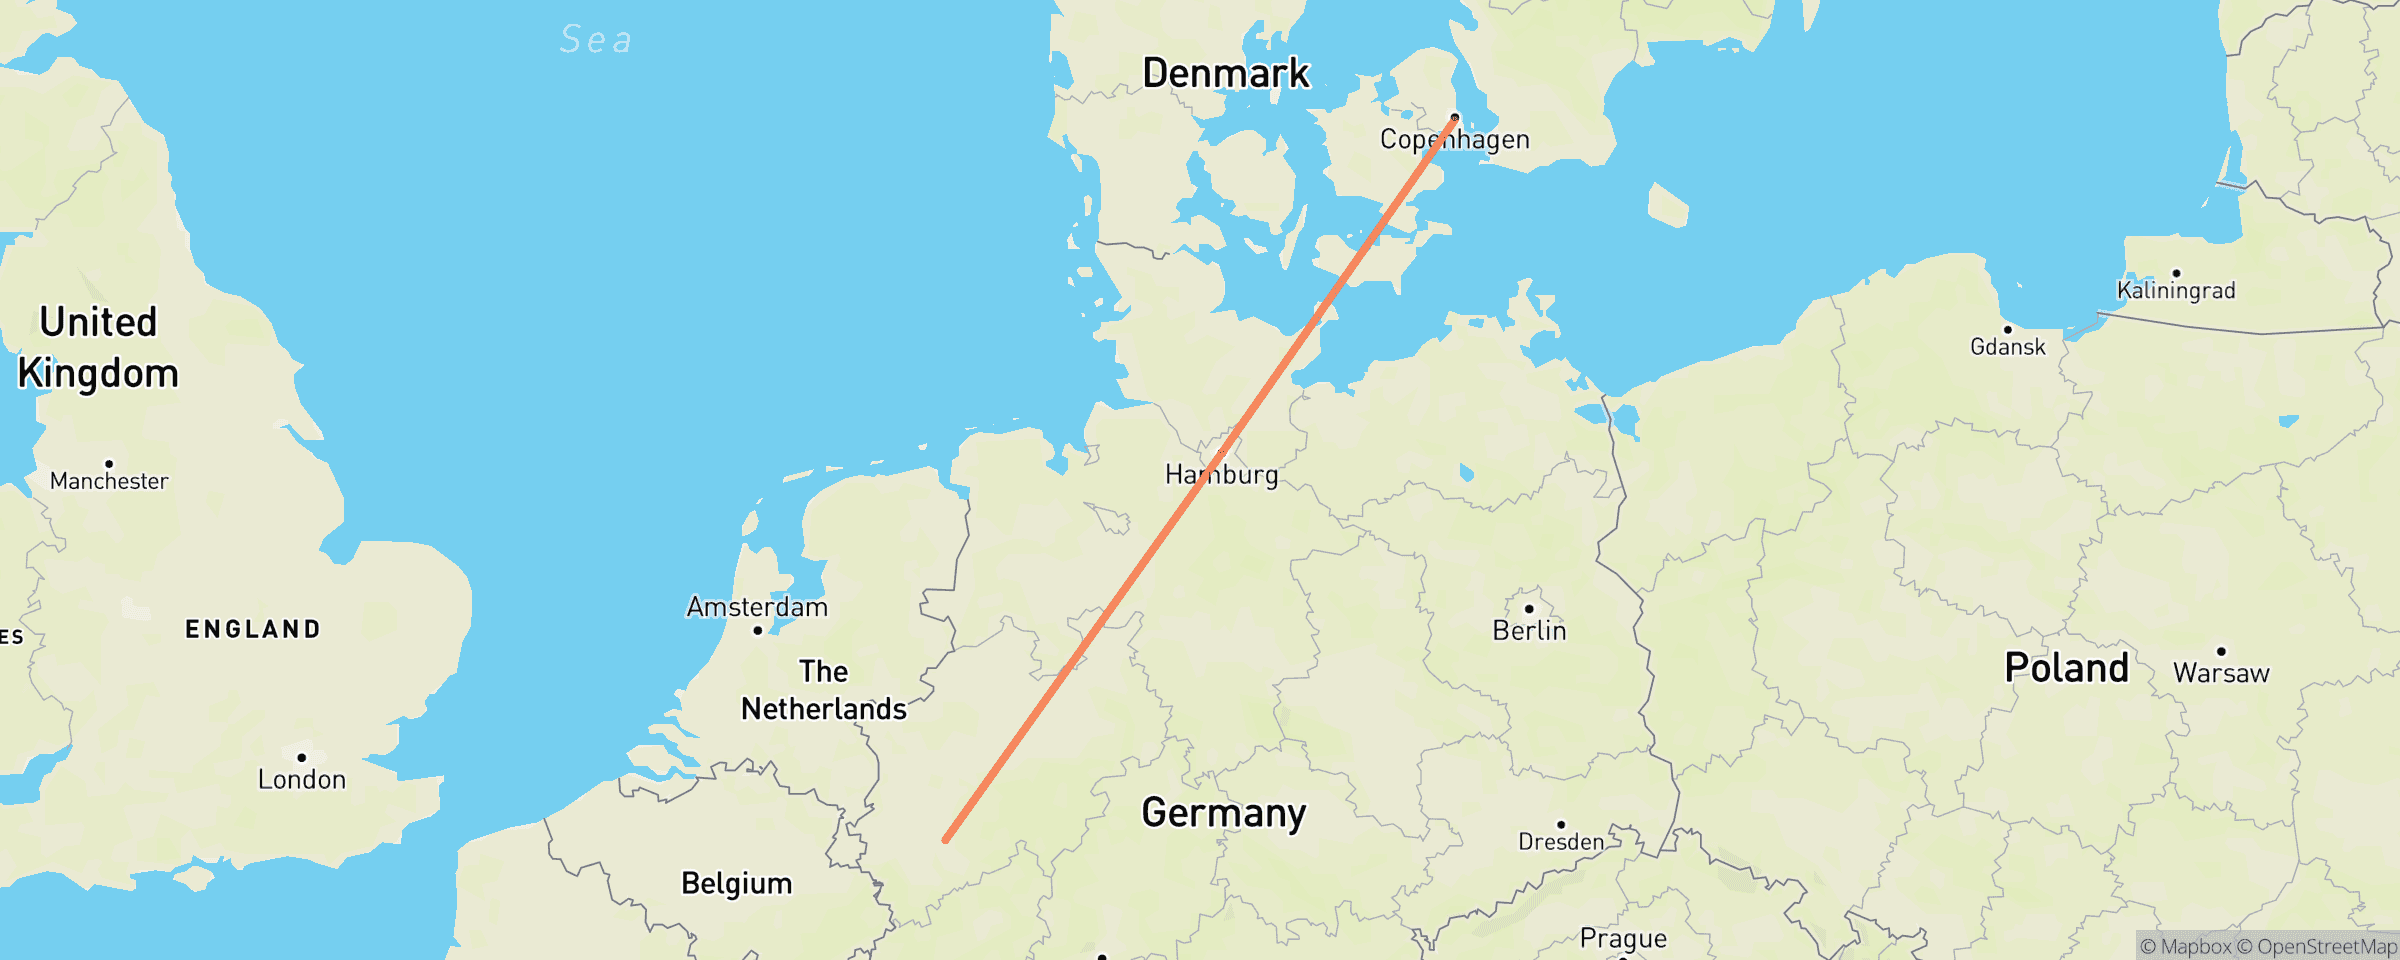 Sea
Denmark
Copenhagen
United
Kingdom
Kaliningrad
Gdansk
Manchester
Hamburg
Amsterdam
ENGLAND
ES
Berlin
The
Netherlands
Poland
Warsaw
London
Germany
Dresden
Belgium
Prague
© Mapbox © OpenStreetMap